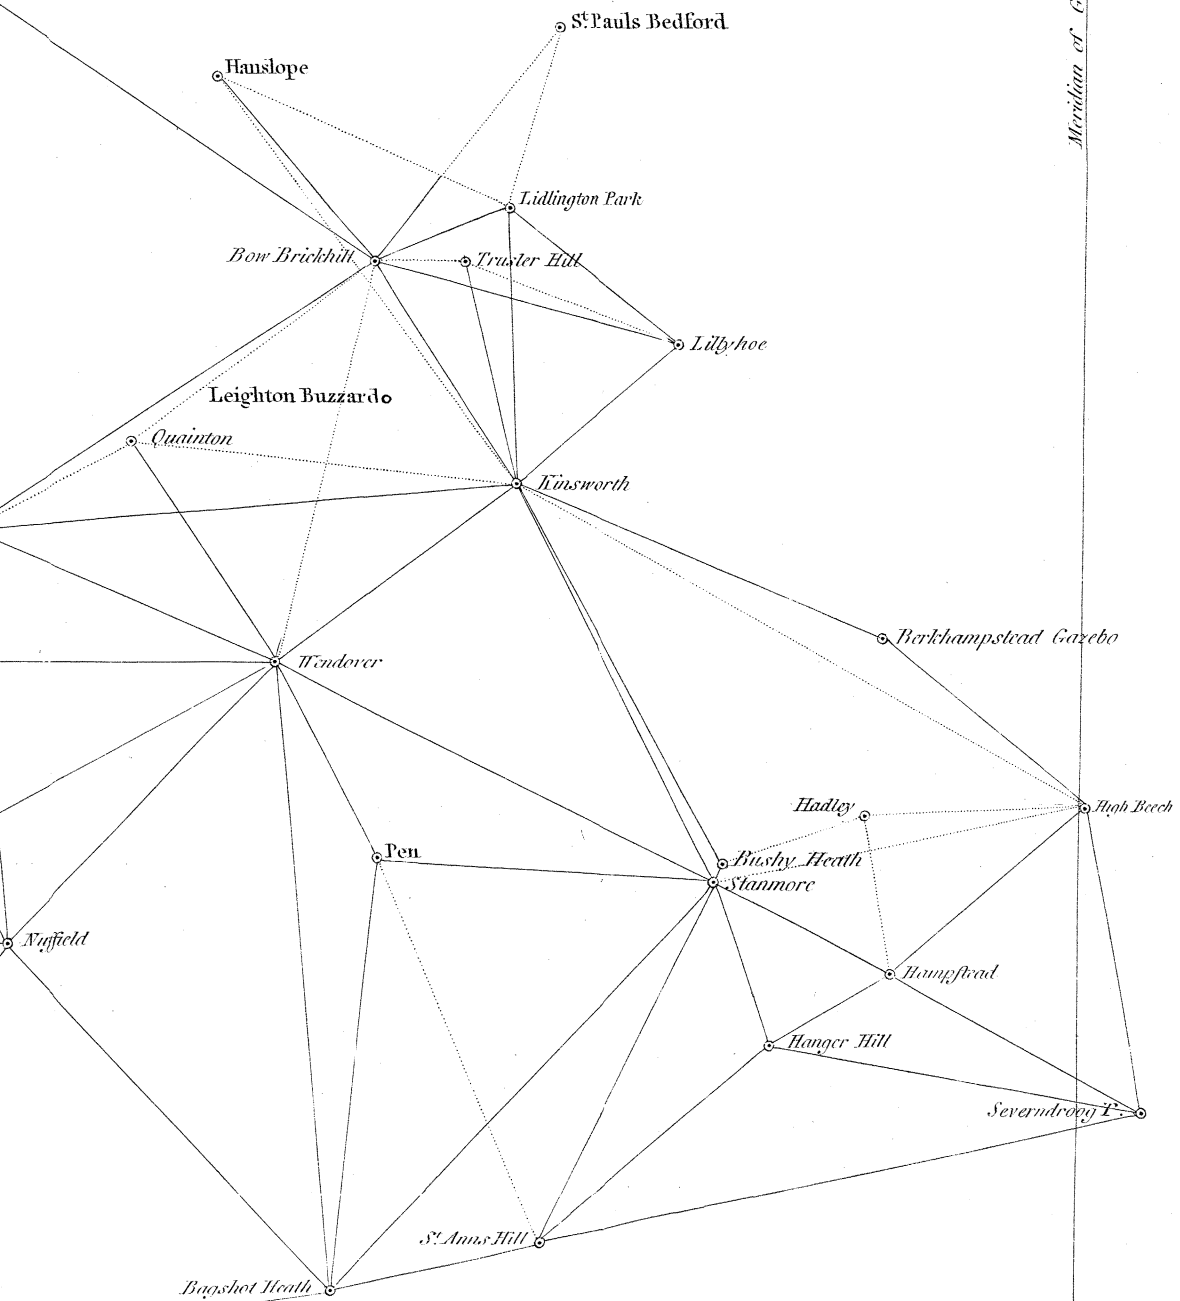 St. Pauls Bedford
Hanslope
Meridian of G
Lidlington Park
Bow Brickhill
Trusler Hill
Lillyhoe
Leighton Buzzard
Quainton
Kinsworth
Berkhampstead Gazebo
Wendover
Hadley
High Beech
Pen
Bushy Heath
Stanmore
Nuffield
Hampstead
Hanger Hill
Severndroog T.
St. Anns Hill
Bagshot Heath